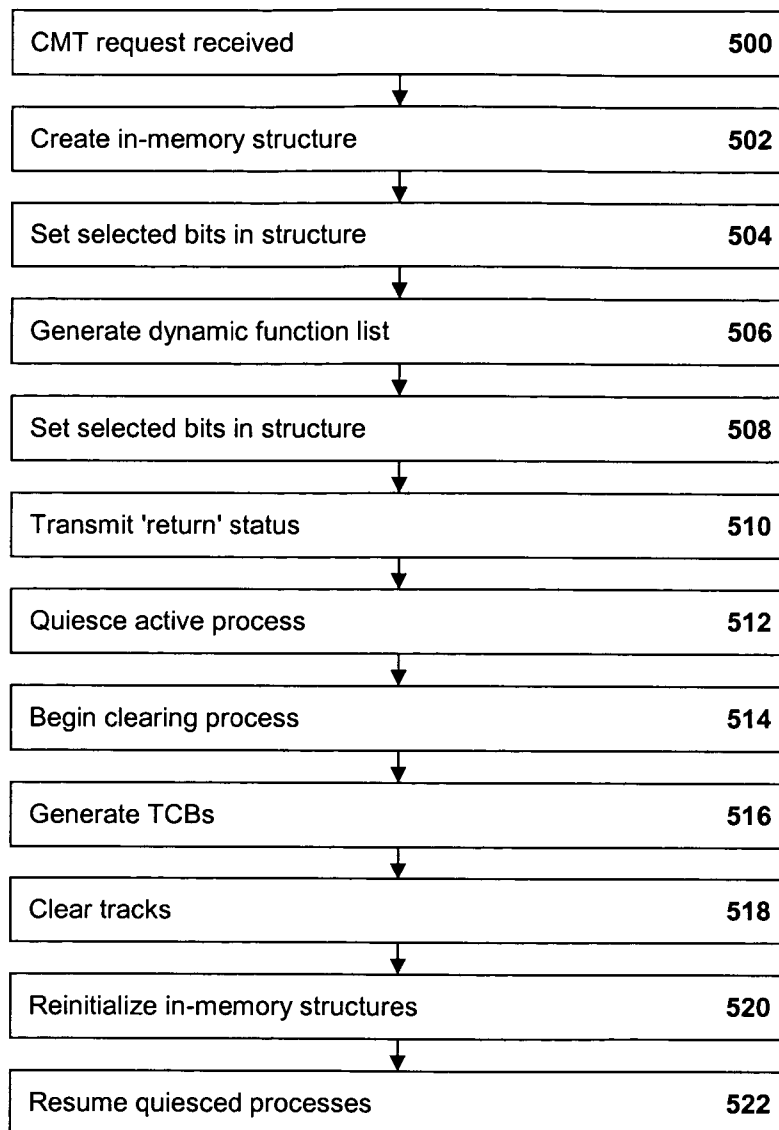 CMT request received 500
Create in-memory structure 502
Set selected bits in structure 504
Generate dynamic function list 506
Set selected bits in structure 508
Transmit 'return' status 510
Quiesce active process 512
Begin clearing process 514
Generate TCBs 516
Clear tracks 518
Reinitialize in-memory structures 520
Resume quiesced processes 522